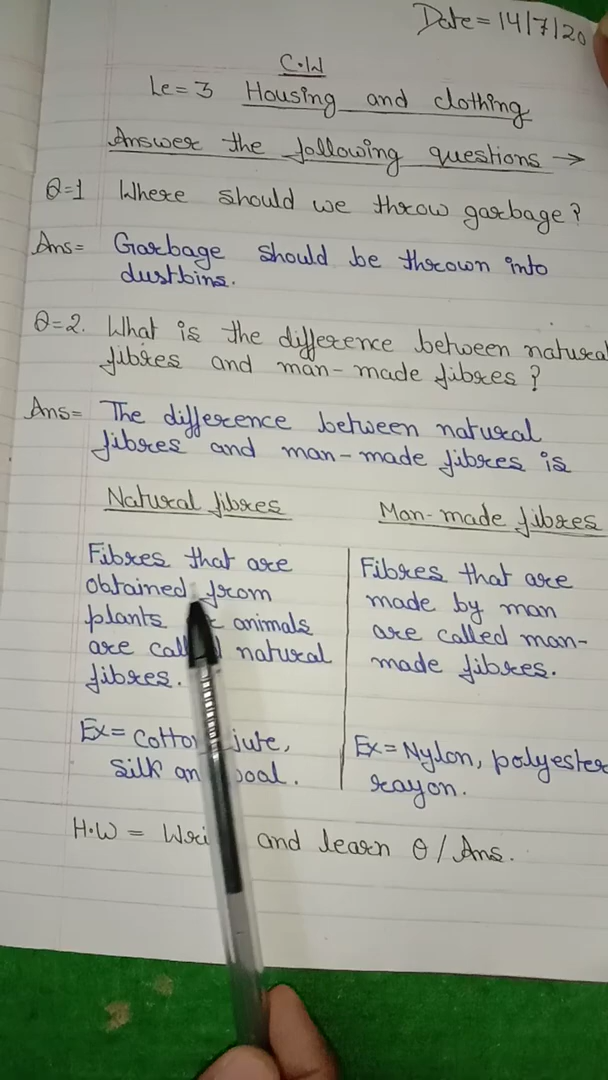 Date = 14/7/20
C.W
Le = 3 Housing and clothing
Answer the following questions →
Q=1 Where should we throw garbage?
Ans= Garbage should be thrown into
dustbins.
Q=2. What is the difference between natural
fibres and man-made fibres?
Ans= The difference between natural
fibres and man-made fibres is
Natural fibres
Fibres that are
obtained from
plants animals
are natural
fibres.
Ex= jute,
silk
Man-made fibres
Fibres that are
made by man
are called man-
made fibres.
Ex= Nylon, polyester
rayon.
H.W = and learn Q/Ans.